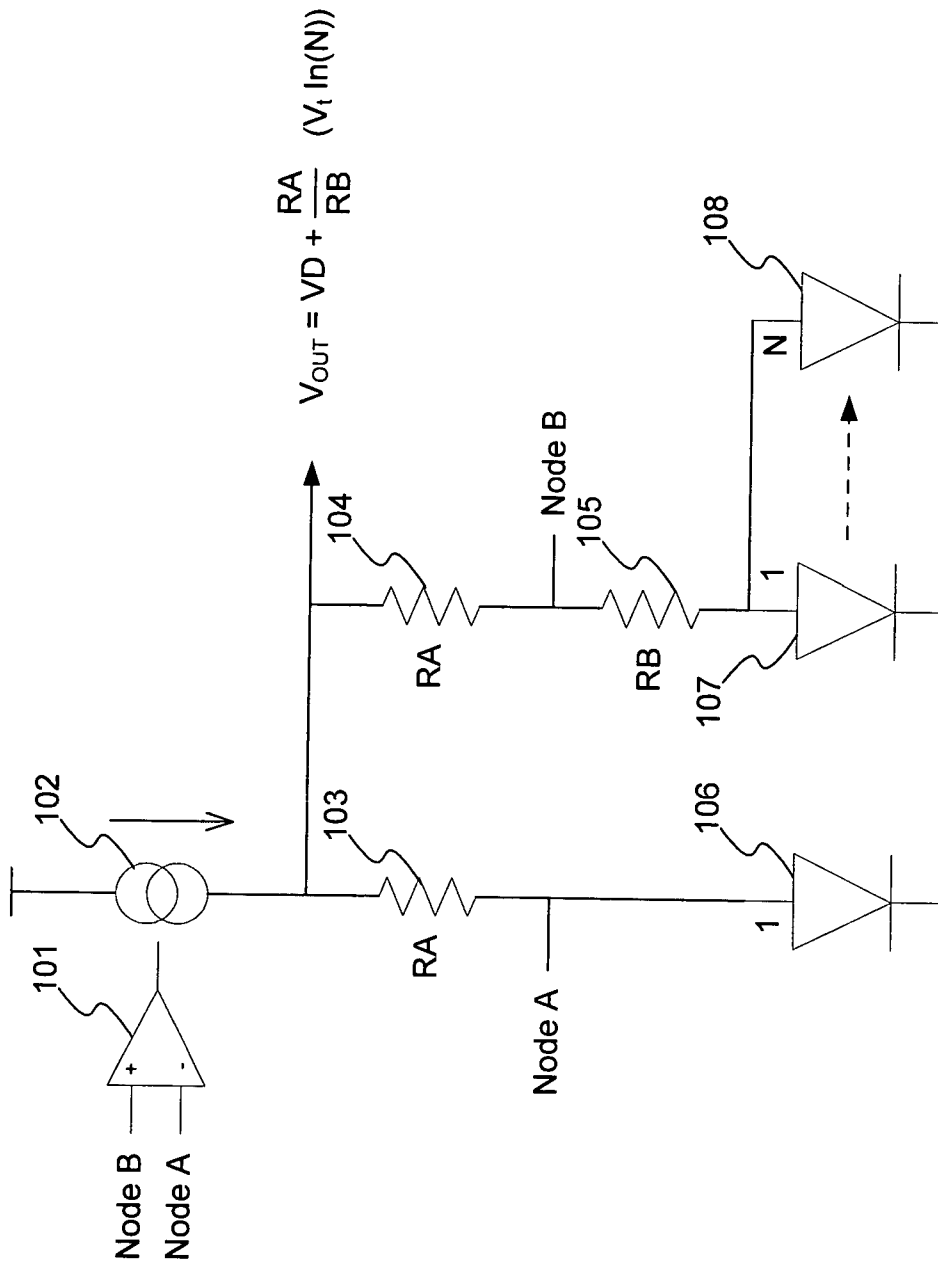 Node B
Node A
+
-
101
102
V_OUT = VD + RA/RB (V_t ln(N))
103
RA
104
RA
Node A
Node B
105
RB
106
1
107
1
108
N